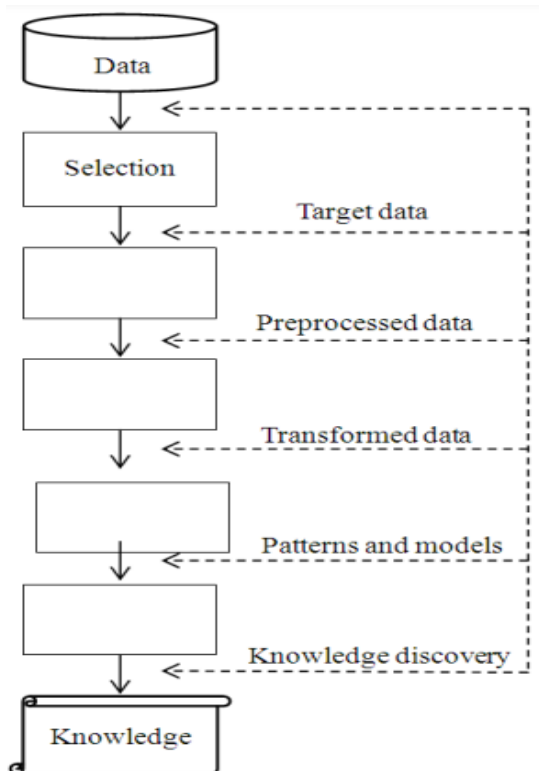 Data
Selection
Target data
Preprocessed data
Transformed data
Patterns and models
Knowledge discovery
Knowledge